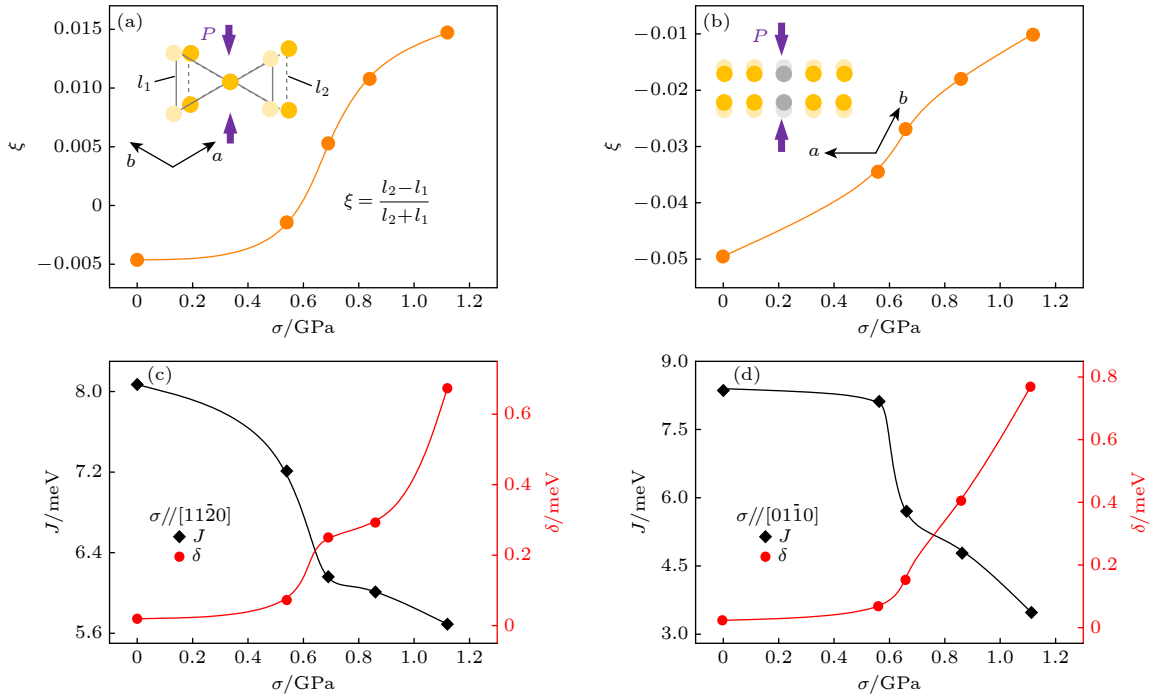 (a)
0.015
0.010
0.005
0
−0.005
ξ
P
l₁
l₂
b
a
ξ = (l₂−l₁)/(l₂+l₁)
0 0.2 0.4 0.6 0.8 1.0 1.2
σ/GPa
(b)
−0.01
−0.02
−0.03
−0.04
−0.05
ξ
P
b
a
0 0.2 0.4 0.6 0.8 1.0 1.2
σ/GPa
(c)
8.0
7.2
6.4
5.6
J/meV
σ//[112̄0]
J
δ
0.6
0.4
0.2
0
δ/meV
0 0.2 0.4 0.6 0.8 1.0 1.2
σ/GPa
(d)
9.0
7.5
6.0
4.5
3.0
J/meV
σ//[011̄0]
J
δ
0.8
0.6
0.4
0.2
0
δ/meV
0 0.2 0.4 0.6 0.8 1.0 1.2
σ/GPa